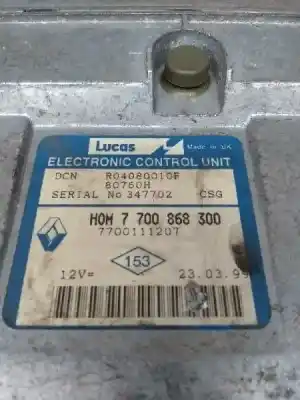 Lucas
Made in UK
ELECTRONIC CONTROL UNIT
DCN R04080010F
80760H
SERIAL No 347702 CSG
HOM 7 700 868 300
7700111207
153
12V= 23.03.99